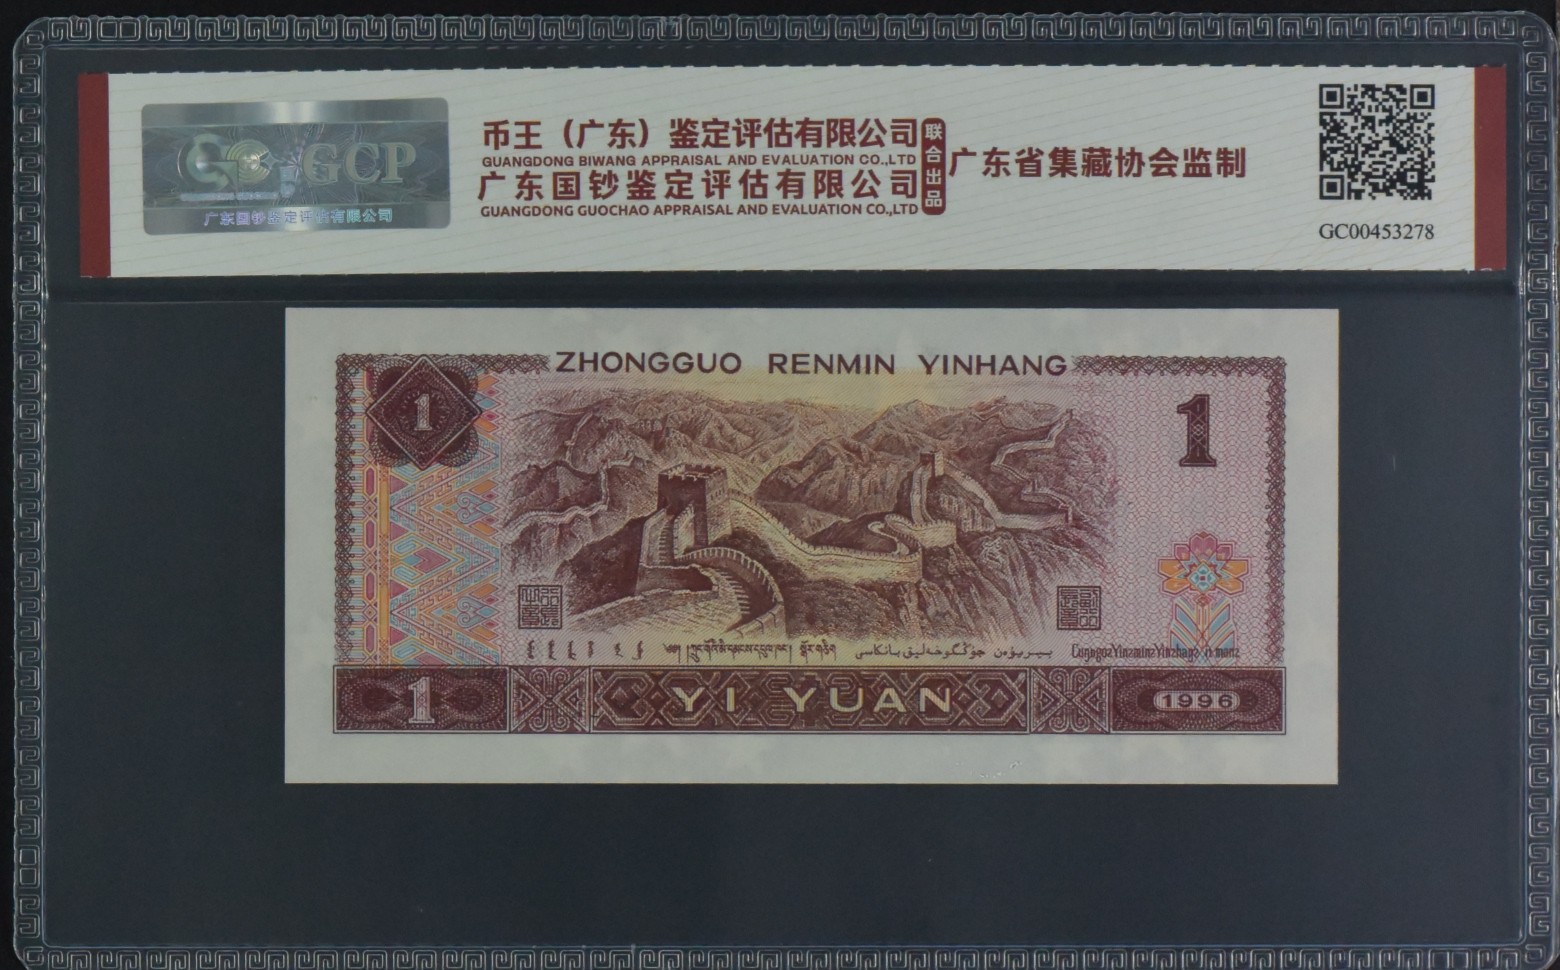 GCP
广东国钞鉴定评估有限公司
币王（广东）鉴定评估有限公司
GUANGDONG BIWANG APPRAISAL AND EVALUATION CO.,LTD
广东国钞鉴定评估有限公司
GUANGDONG GUOCHAO APPRAISAL AND EVALUATION CO.,LTD
联合出品
广东省集藏协会监制
GC00453278
ZHONGGUO RENMIN YINHANG
1
1
1
YI YUAN
1996